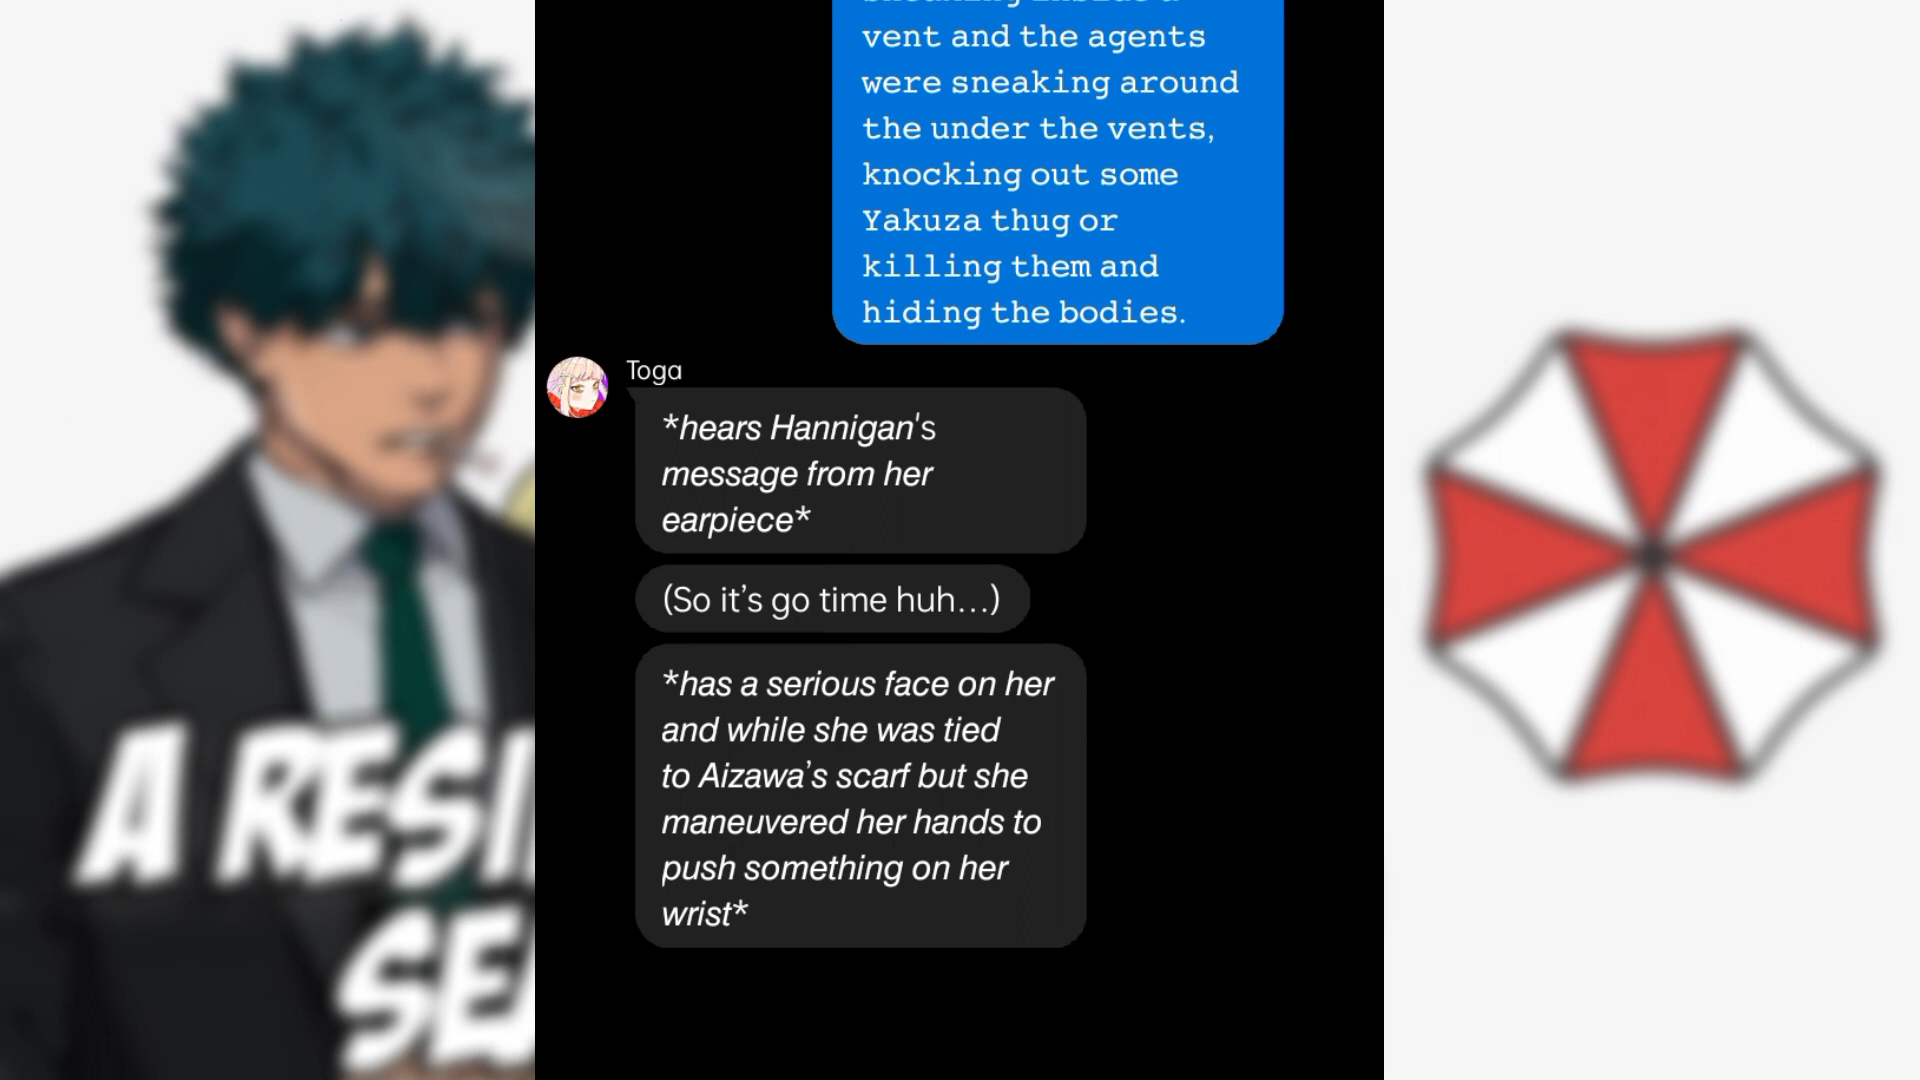 vent and the agents
were sneaking around
the under the vents,
knocking out some
Yakuza thug or
killing them and
hiding the bodies.
Toga
*hears Hannigan's
message from her
earpiece*
(So it’s go time huh...)
*has a serious face on her
and while she was tied
to Aizawa’s scarf but she
maneuvered her hands to
push something on her
wrist*
A RESI
SE